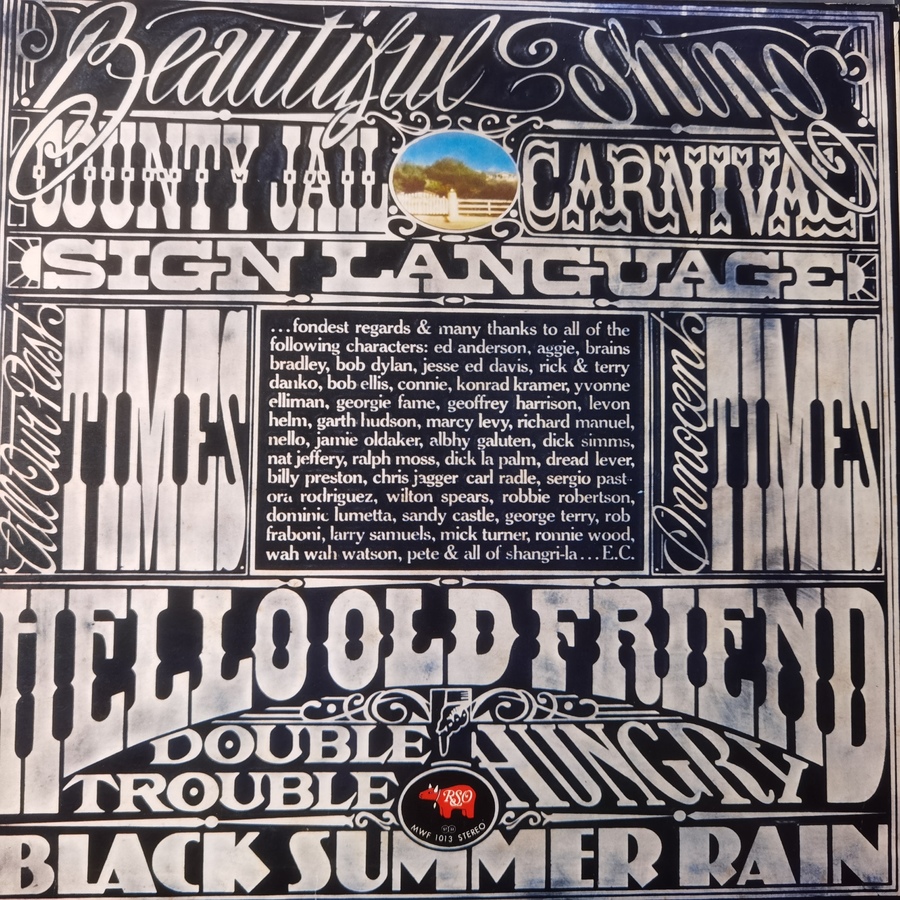 Beautiful Thing
COUNTY JAIL
CARNIVAL
SIGN LANGUAGE
All Our Past
TIMES
...fondest regards & many thanks to all of the
following characters: ed anderson, aggie, brains
bradley, bob dylan, jesse ed davis, rick & terry
danko, bob ellis, connie, konrad kramer, yvonne
elliman, georgie fame, geoffrey harrison, levon
helm, garth hudson, marcy levy, richard manuel,
nello, jamie oldaker, albhy galuten, dick simms,
nat jeffery, ralph moss, dick la palm, dread lever,
billy preston, chris jagger carl radle, sergio past-
ora rodriguez, wilton spears, robbie robertson,
dominic lumetta, sandy castle, george terry, rob
fraboni, larry samuels, mick turner, ronnie wood,
wah wah watson, pete & all of shangri-la...E.C.
Innocent
TIMES
HELLO OLD FRIEND
DOUBLE
TROUBLE
HUNGRY
RSO
MWF 1013 STEREO
BLACK SUMMER RAIN